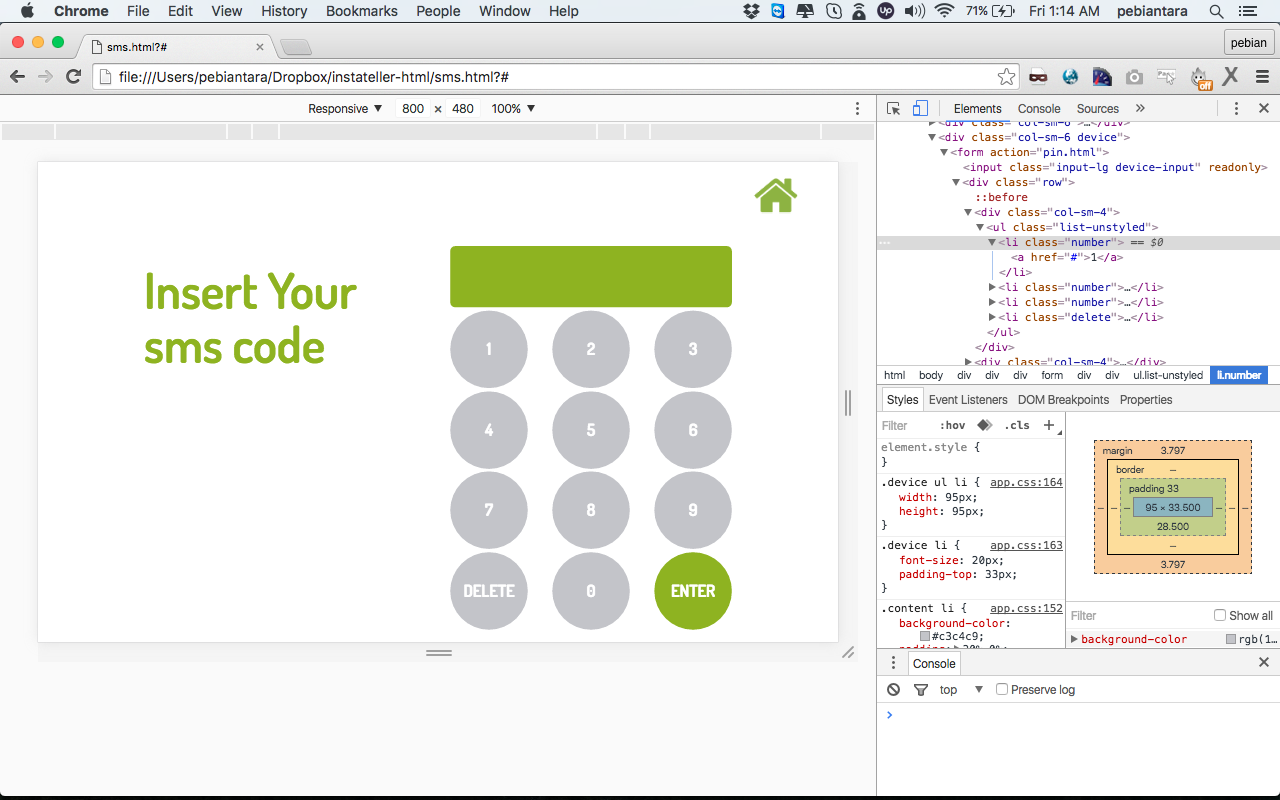 Chrome File Edit View History Bookmarks People Window Help 71% Fri 1:14 AM pebiantara
sms.html?# pebian
file:///Users/pebiantara/Dropbox/instateller-html/sms.html?#
Responsive ▼ 800 × 480 100% ▼
Insert Your
sms code
1 2 3
4 5 6
7 8 9
DELETE 0 ENTER
Elements Console Sources »
<div class="col-sm-6">…</div>
<div class="col-sm-6 device">
<form action="pin.html">
<input class="input-lg device-input" readonly>
<div class="row">
::before
<div class="col-sm-4">
<ul class="list-unstyled">
<li class="number"> == $0
<a href="#">1</a>
</li>
<li class="number">…</li>
<li class="number">…</li>
<li class="delete">…</li>
</ul>
</div>
<div class="col-sm-4">…</div>
html body div div div form div div ul.list-unstyled li.number
Styles Event Listeners DOM Breakpoints Properties
Filter :hov .cls +
element.style {
}
.device ul li { app.css:164
width: 95px;
height: 95px;
}
.device li { app.css:163
font-size: 20px;
padding-top: 33px;
}
.content li { app.css:152
background-color:
#c3c4c9;
margin 3.797
border –
padding 33
– – 95 × 33.500 – – –
28.500
–
3.797
Filter Show all
background-color rgb(1…
Console
top ▼ Preserve log